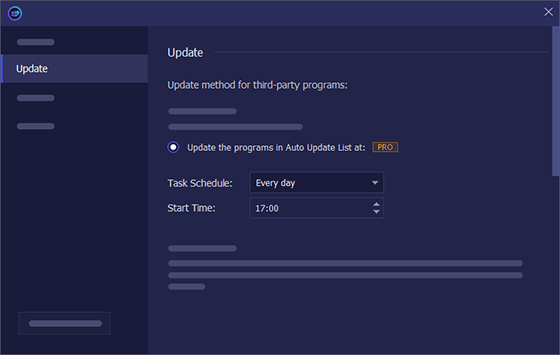 Update
Update
Update method for third-party programs:
Update the programs in Auto Update List at: PRO
Task Schedule: Every day
Start Time: 17:00